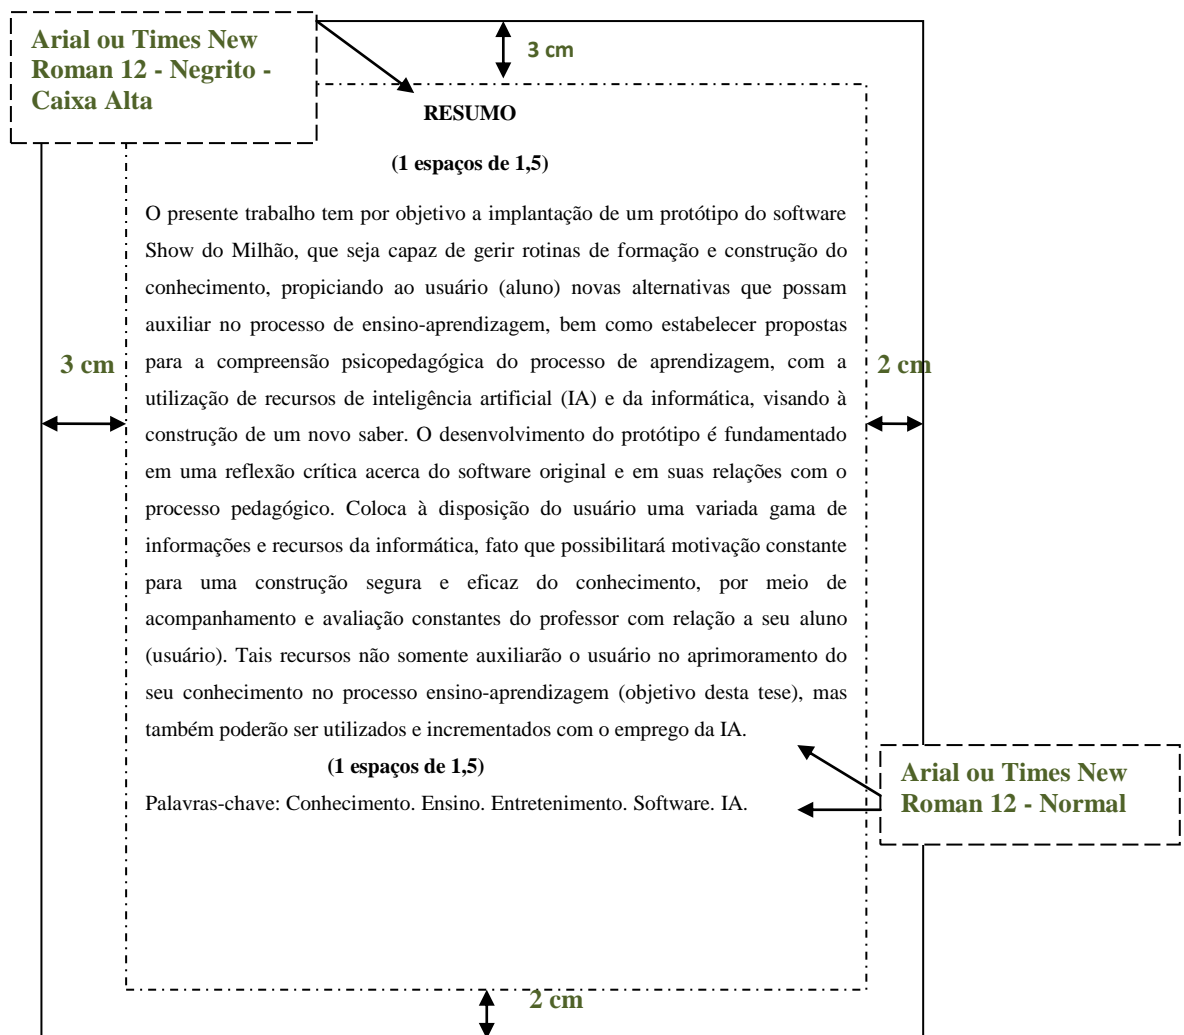 Arial ou Times New
Roman 12 - Negrito -
Caixa Alta
3 cm
RESUMO
(1 espaços de 1,5)
O presente trabalho tem por objetivo a implantação de um protótipo do software
Show do Milhão, que seja capaz de gerir rotinas de formação e construção do
conhecimento, propiciando ao usuário (aluno) novas alternativas que possam
auxiliar no processo de ensino-aprendizagem, bem como estabelecer propostas
para a compreensão psicopedagógica do processo de aprendizagem, com a
utilização de recursos de inteligência artificial (IA) e da informática, visando à
construção de um novo saber. O desenvolvimento do protótipo é fundamentado
em uma reflexão crítica acerca do software original e em suas relações com o
processo pedagógico. Coloca à disposição do usuário uma variada gama de
informações e recursos da informática, fato que possibilitará motivação constante
para uma construção segura e eficaz do conhecimento, por meio de
acompanhamento e avaliação constantes do professor com relação a seu aluno
(usuário). Tais recursos não somente auxiliarão o usuário no aprimoramento do
seu conhecimento no processo ensino-aprendizagem (objetivo desta tese), mas
também poderão ser utilizados e incrementados com o emprego da IA.
(1 espaços de 1,5)
Palavras-chave: Conhecimento. Ensino. Entretenimento. Software. IA.
3 cm
2 cm
Arial ou Times New
Roman 12 - Normal
2 cm